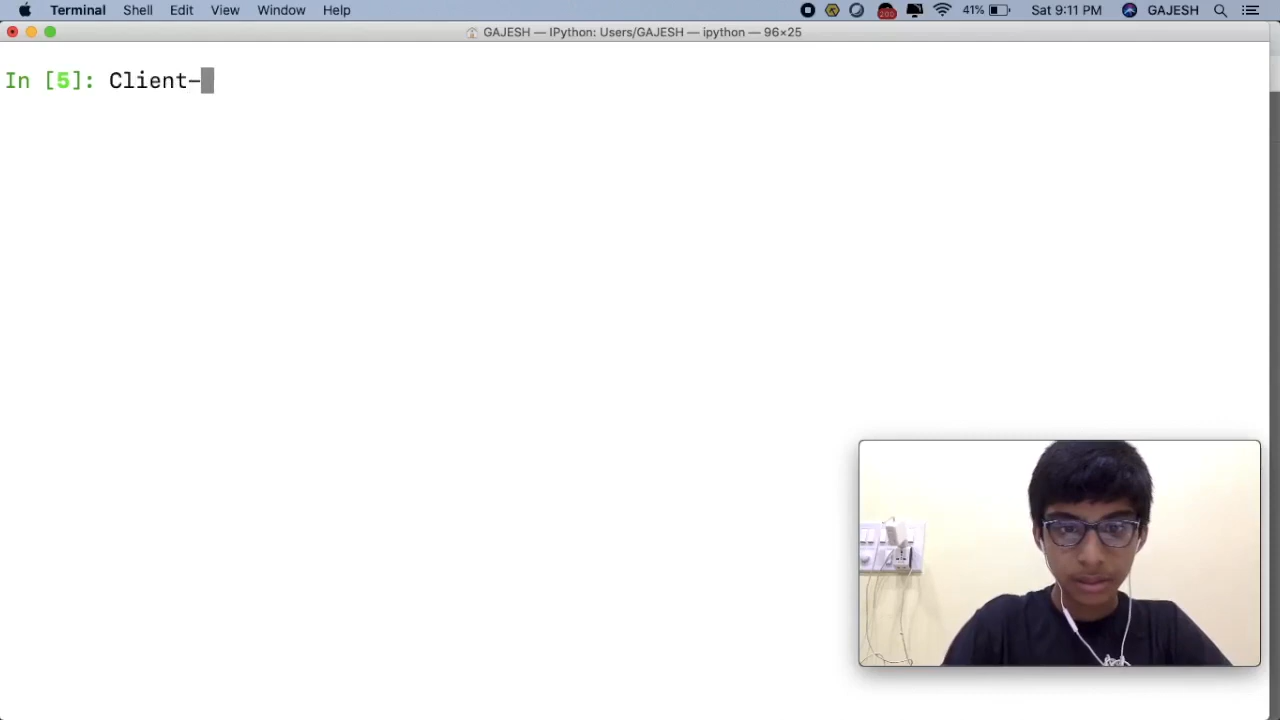 Terminal Shell Edit View Window Help 205 41% Sat 9:11 PM GAJESH
GAJESH — IPython: Users/GAJESH — ipython — 96×25
In [5]: Client-